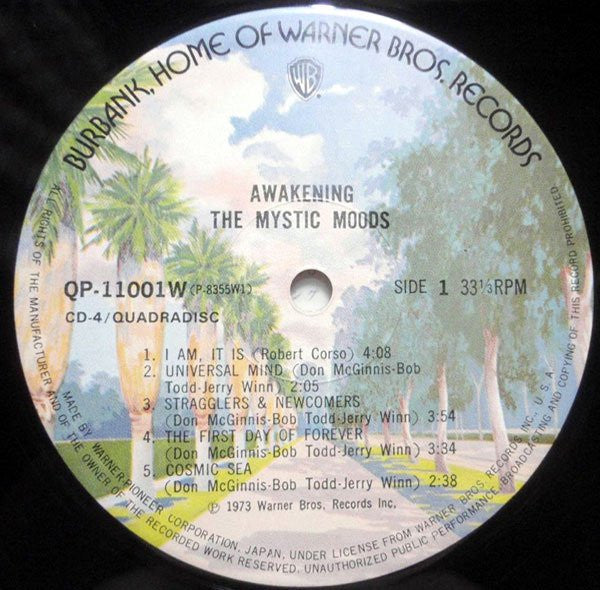 BURBANK, HOME OF WARNER BROS. RECORDS
WB
AWAKENING
THE MYSTIC MOODS
QP-11001W (P-8355W1)
SIDE 1 33⅓RPM
CD-4/QUADRADISC
1. I AM, IT IS (Robert Corso) 4:08
2. UNIVERSAL MIND (Don McGinnis-Bob
Todd-Jerry Winn) 2:05
3. STRAGGLERS & NEWCOMERS
(Don McGinnis-Bob Todd-Jerry Winn) 3:54
4. THE FIRST DAY OF FOREVER
(Don McGinnis-Bob Todd-Jerry Winn) 3:34
5. COSMIC SEA
(Don McGinnis-Bob Todd-Jerry Winn) 2:38
℗ 1973 Warner Bros. Records Inc.
MADE BY WARNER-PIONEER CORPORATION, JAPAN, UNDER LICENSE FROM WARNER BROS. RECORDS INC., U.S.A.
ALL RIGHTS OF THE MANUFACTURER AND OF THE OWNER OF THE RECORDED WORK RESERVED. UNAUTHORIZED PUBLIC PERFORMANCE BROADCASTING AND COPYING OF THIS RECORD PROHIBITED